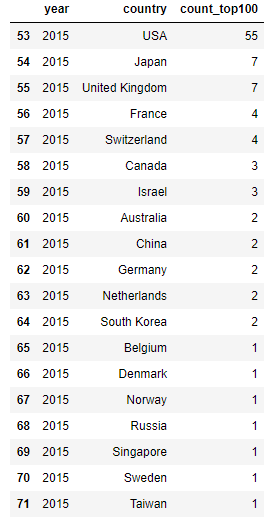 year country count_top100
53 2015 USA 55
54 2015 Japan 7
55 2015 United Kingdom 7
56 2015 France 4
57 2015 Switzerland 4
58 2015 Canada 3
59 2015 Israel 3
60 2015 Australia 2
61 2015 China 2
62 2015 Germany 2
63 2015 Netherlands 2
64 2015 South Korea 2
65 2015 Belgium 1
66 2015 Denmark 1
67 2015 Norway 1
68 2015 Russia 1
69 2015 Singapore 1
70 2015 Sweden 1
71 2015 Taiwan 1